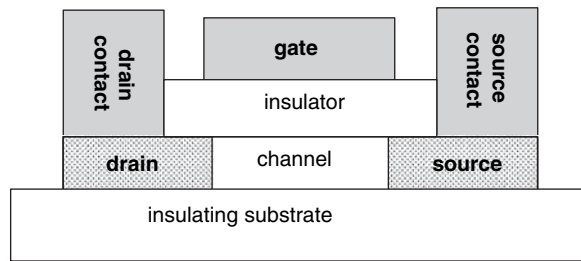 drain
contact
gate
source
contact
insulator
drain
channel
source
insulating substrate